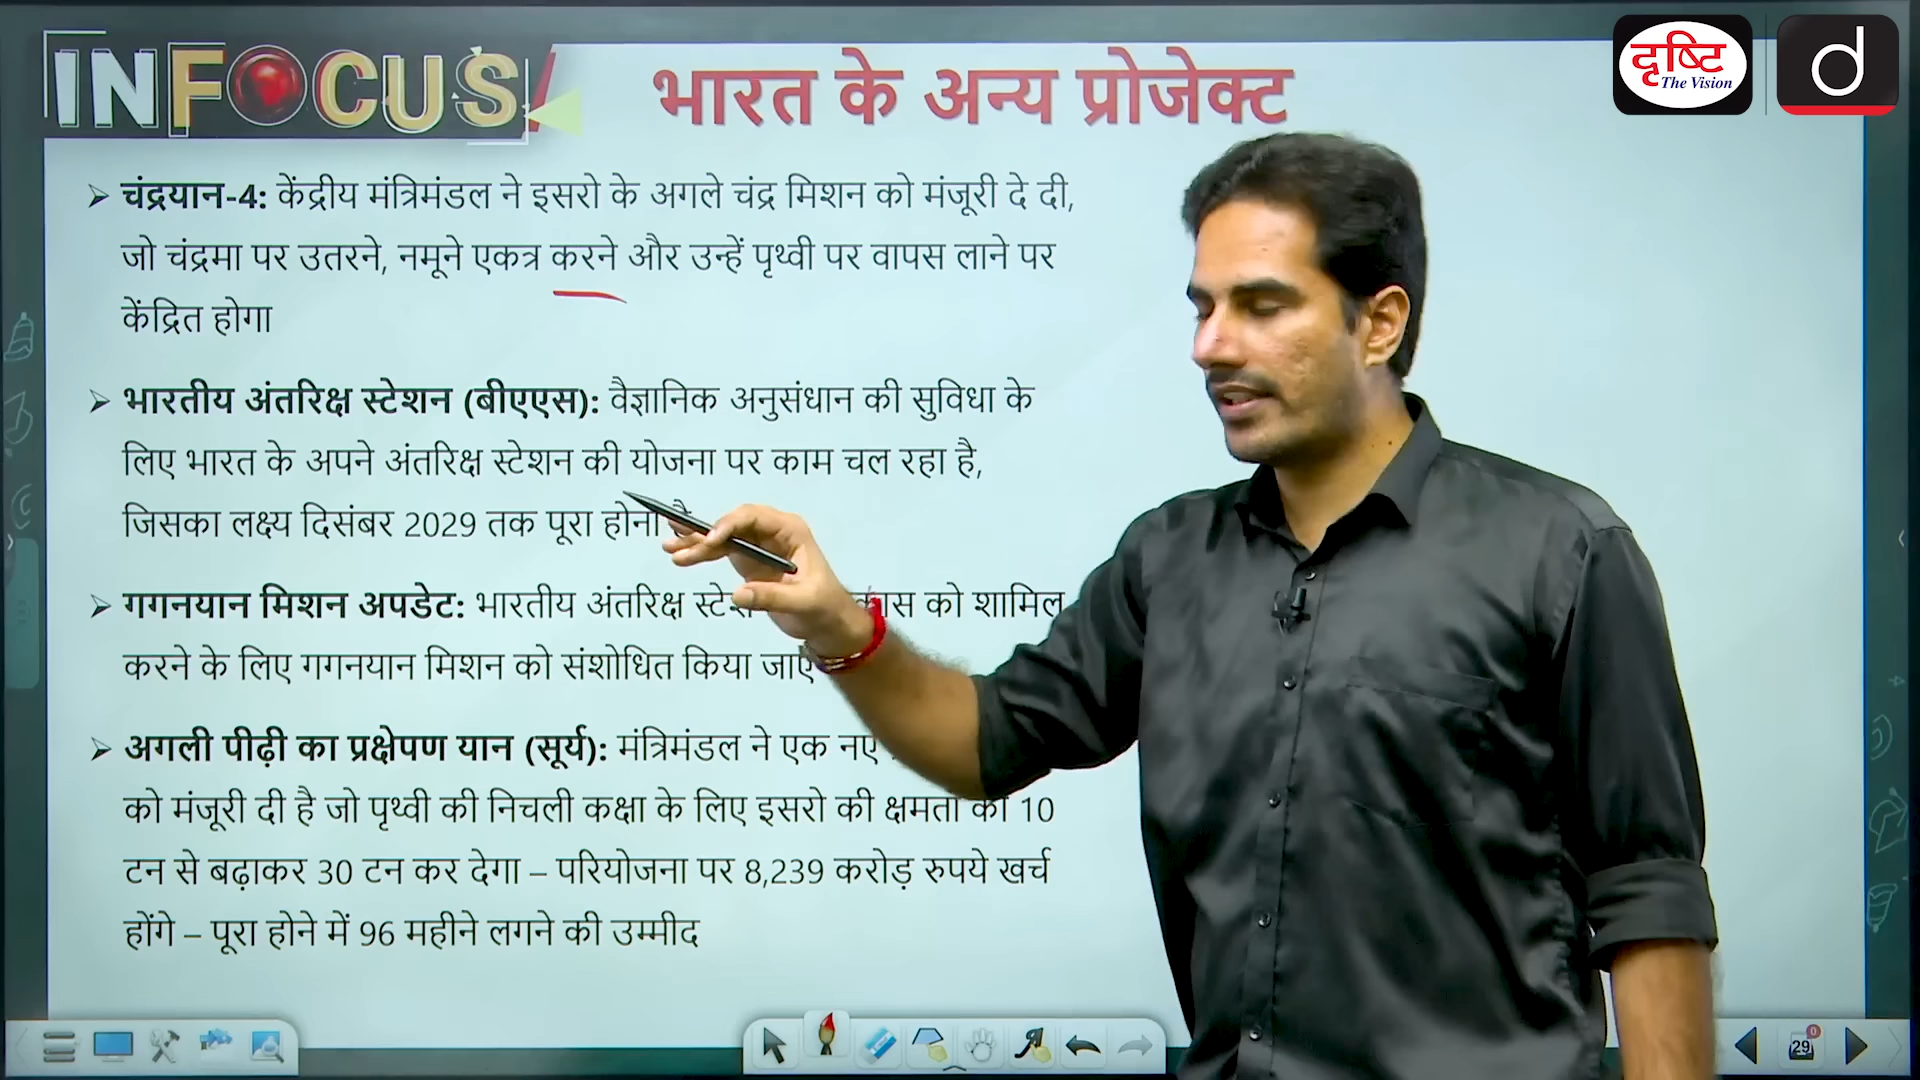 INFOCUS
भारत के अन्य प्रोजेक्ट
दृष्टि
The Vision
d
चंद्रयान-4: केंद्रीय मंत्रिमंडल ने इसरो के अगले चंद्र मिशन को मंजूरी दे दी,
जो चंद्रमा पर उतरने, नमूने एकत्र करने और उन्हें पृथ्वी पर वापस लाने पर
केंद्रित होगा
भारतीय अंतरिक्ष स्टेशन (बीएएस): वैज्ञानिक अनुसंधान की सुविधा के
लिए भारत के अपने अंतरिक्ष स्टेशन की योजना पर काम चल रहा है,
जिसका लक्ष्य दिसंबर 2029 तक पूरा होना है
गगनयान मिशन अपडेट: भारतीय अंतरिक्ष को शामिल
करने के लिए गगनयान मिशन को संशोधित किया
अगली पीढ़ी का प्रक्षेपण यान (सूर्य): मंत्रिमंडल ने एक नए
को मंजूरी दी है जो पृथ्वी की निचली कक्षा के लिए इसरो की क्षमता को 10
टन से बढ़ाकर 30 टन कर देगा – परियोजना पर 8,239 करोड़ रुपये खर्च
होंगे – पूरा होने में 96 महीने लगने की उम्मीद
29
0